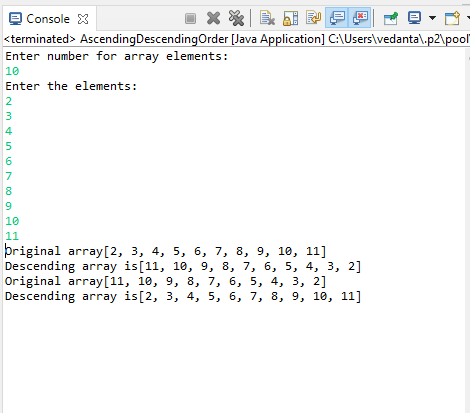 Console
<terminated> AscendingDescendingOrder [Java Application] C:\Users\vedanta\.p2\pool\
Enter number for array elements:
10
Enter the elements:
2
3
4
5
6
7
8
9
10
11
Original array[2, 3, 4, 5, 6, 7, 8, 9, 10, 11]
Descending array is[11, 10, 9, 8, 7, 6, 5, 4, 3, 2]
Original array[11, 10, 9, 8, 7, 6, 5, 4, 3, 2]
Descending array is[2, 3, 4, 5, 6, 7, 8, 9, 10, 11]